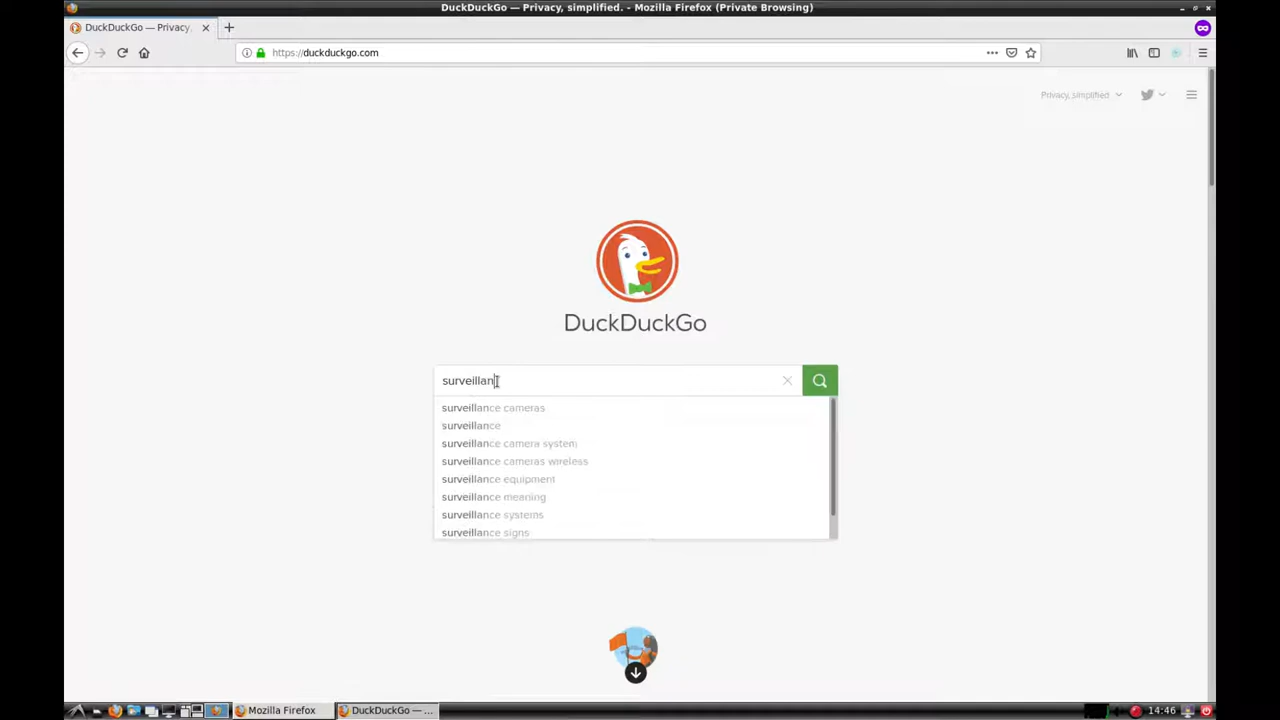 DuckDuckGo — Privacy, simplified. - Mozilla Firefox (Private Browsing)
DuckDuckGo — Privacy,
https://duckduckgo.com
Privacy, simplified
DuckDuckGo
surveillan
surveillance cameras
surveillance
surveillance camera system
surveillance cameras wireless
surveillance equipment
surveillance meaning
surveillance systems
surveillance signs
Mozilla Firefox
DuckDuckGo — ...
14:46